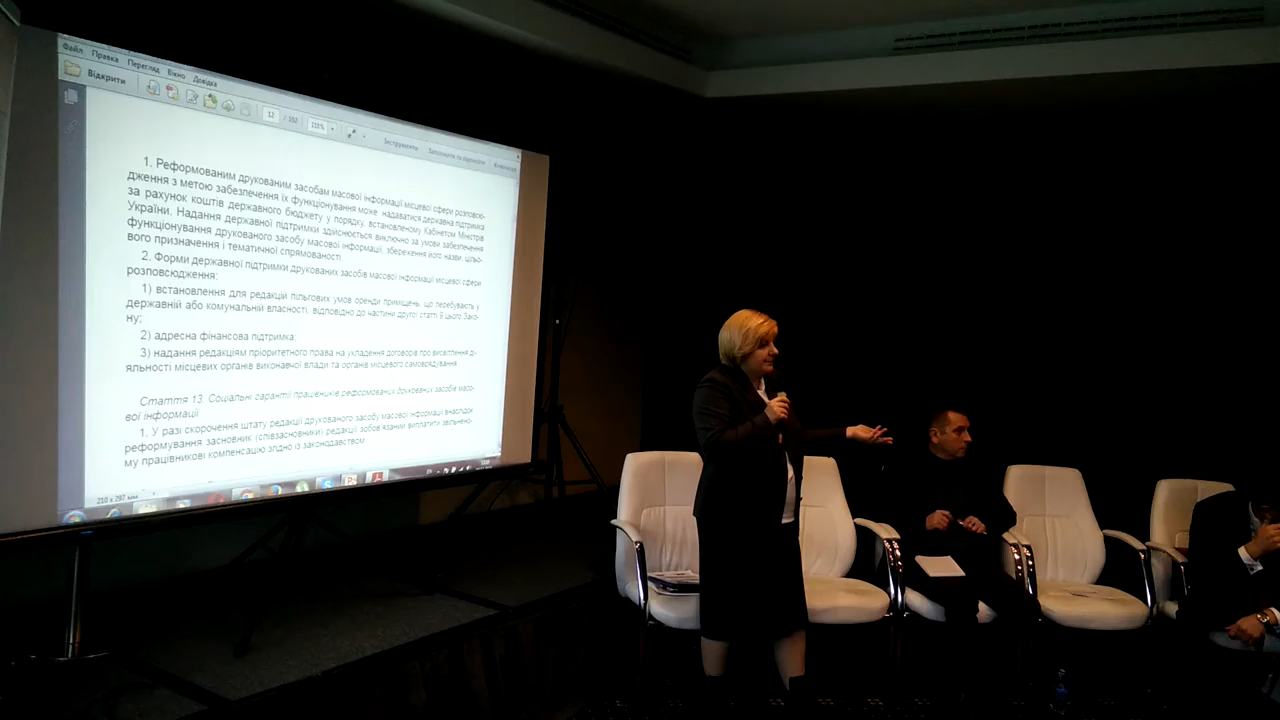 Файл Правка Перегляд Вікно Довідка
Відкрити
12 / 102
Інструменти
1. Реформованим друкованим засобам масової інформації місцевої сфери розповсю-
дження з метою забезпечення їх функціонування може надаватися державна підтримка
за рахунок коштів державного бюджету у порядку, встановленому Кабінетом Міністрів
України. Надання державної підтримки здійснюється виключно за умови забезпечення
функціонування друкованого засобу масової інформації, збереження його назви, цільо-
вого призначення і тематичної спрямованості.
2. Форми державної підтримки друкованих засобів масової інформації місцевої сфери
розповсюдження:
1) встановлення для редакцій пільгових умов оренди приміщень, що перебувають у
державній або комунальній власності, відповідно до частини другої статті 9 цього Зако-
ну;
2) адресна фінансова підтримка;
3) надання редакціям пріоритетного права на укладення договорів про висвітлення ді-
яльності місцевих органів виконавчої влади та органів місцевого самоврядування.
Стаття 13. Соціальні гарантії працівників реформованих друкованих засобів масо-
вої інформації
1. У разі скорочення штату редакції друкованого засобу масової інформації внаслідок
реформування засновник (співзасновники) редакції зобов'язаний виплатити звільнено-
му працівникові компенсацію згідно із законодавством.
210 x 297 мм